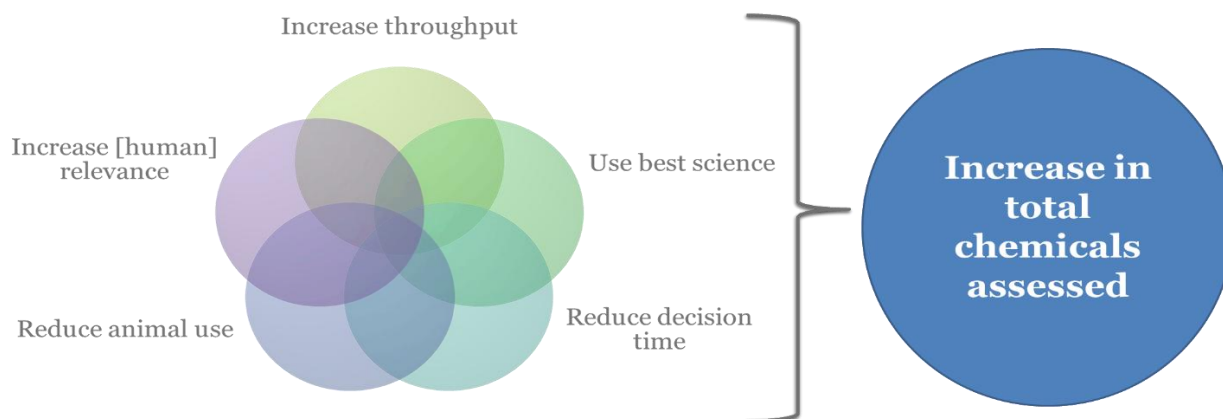 Increase throughput
Increase [human]
relevance
Use best science
Reduce animal use
Reduce decision
time
Increase in
total
chemicals
assessed